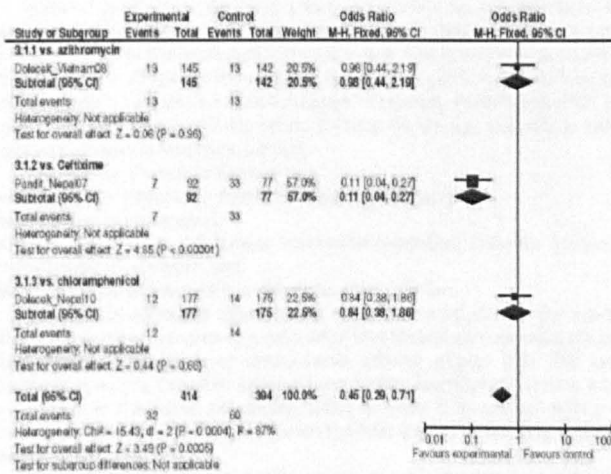 Experimental Control Odds Ratio Odds Ratio
Study or Subgroup Events Total Events Total Weight M-H, Fixed, 95% CI M-H, Fixed, 95% CI
3.1.1 vs. azithromycin
Dolecek_Vietnam08 13 145 13 142 20.5% 0.98 [0.44, 2.19]
Subtotal (95% CI) 145 142 20.5% 0.98 [0.44, 2.19]
Total events 13 13
Heterogeneity: Not applicable
Test for overall effect: Z = 0.06 (P = 0.96)
3.1.2 vs. Cefixime
Pandit_Nepal07 7 92 33 77 57.0% 0.11 [0.04, 0.27]
Subtotal (95% CI) 92 77 57.0% 0.11 [0.04, 0.27]
Total events 7 33
Heterogeneity: Not applicable
Test for overall effect: Z = 4.85 (P < 0.00001)
3.1.3 vs. chloramphenicol
Dolecek_Nepal10 12 177 14 175 22.5% 0.84 [0.38, 1.86]
Subtotal (95% CI) 177 175 22.5% 0.84 [0.38, 1.86]
Total events 12 14
Heterogeneity: Not applicable
Test for overall effect: Z = 0.44 (P = 0.66)
Total (95% CI) 414 394 100.0% 0.45 [0.29, 0.71]
Total events 32 60
Heterogeneity: Chi² = 15.43, df = 2 (P = 0.0004); I² = 87%
Test for overall effect: Z = 3.49 (P = 0.0005)
Test for subgroup differences: Not applicable
0.01 0.1 1 10 100
Favours experimental Favours control